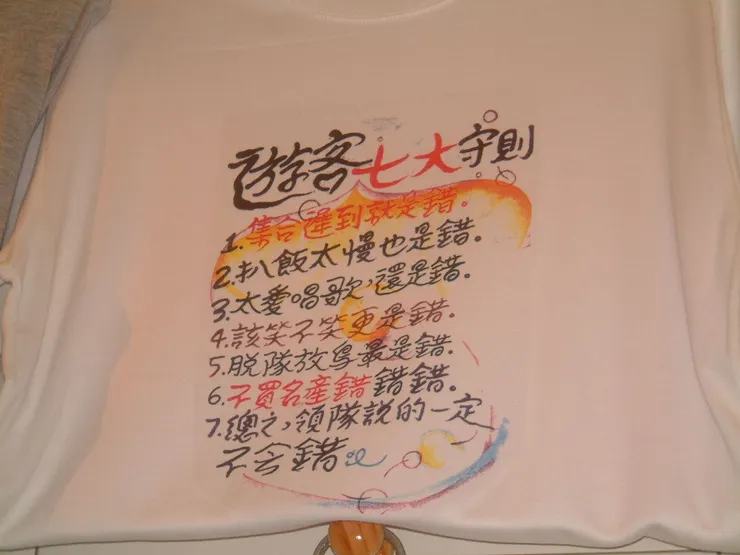 遊客七大守則
1.集合遲到就是錯。
2.扒飯太慢也是錯。
3.太愛唱歌,還是錯。
4.該笑不笑更是錯.
5.脫隊放鳥最是錯.
6.不買名產錯錯錯。
7.總之,領隊說的一定
不會錯